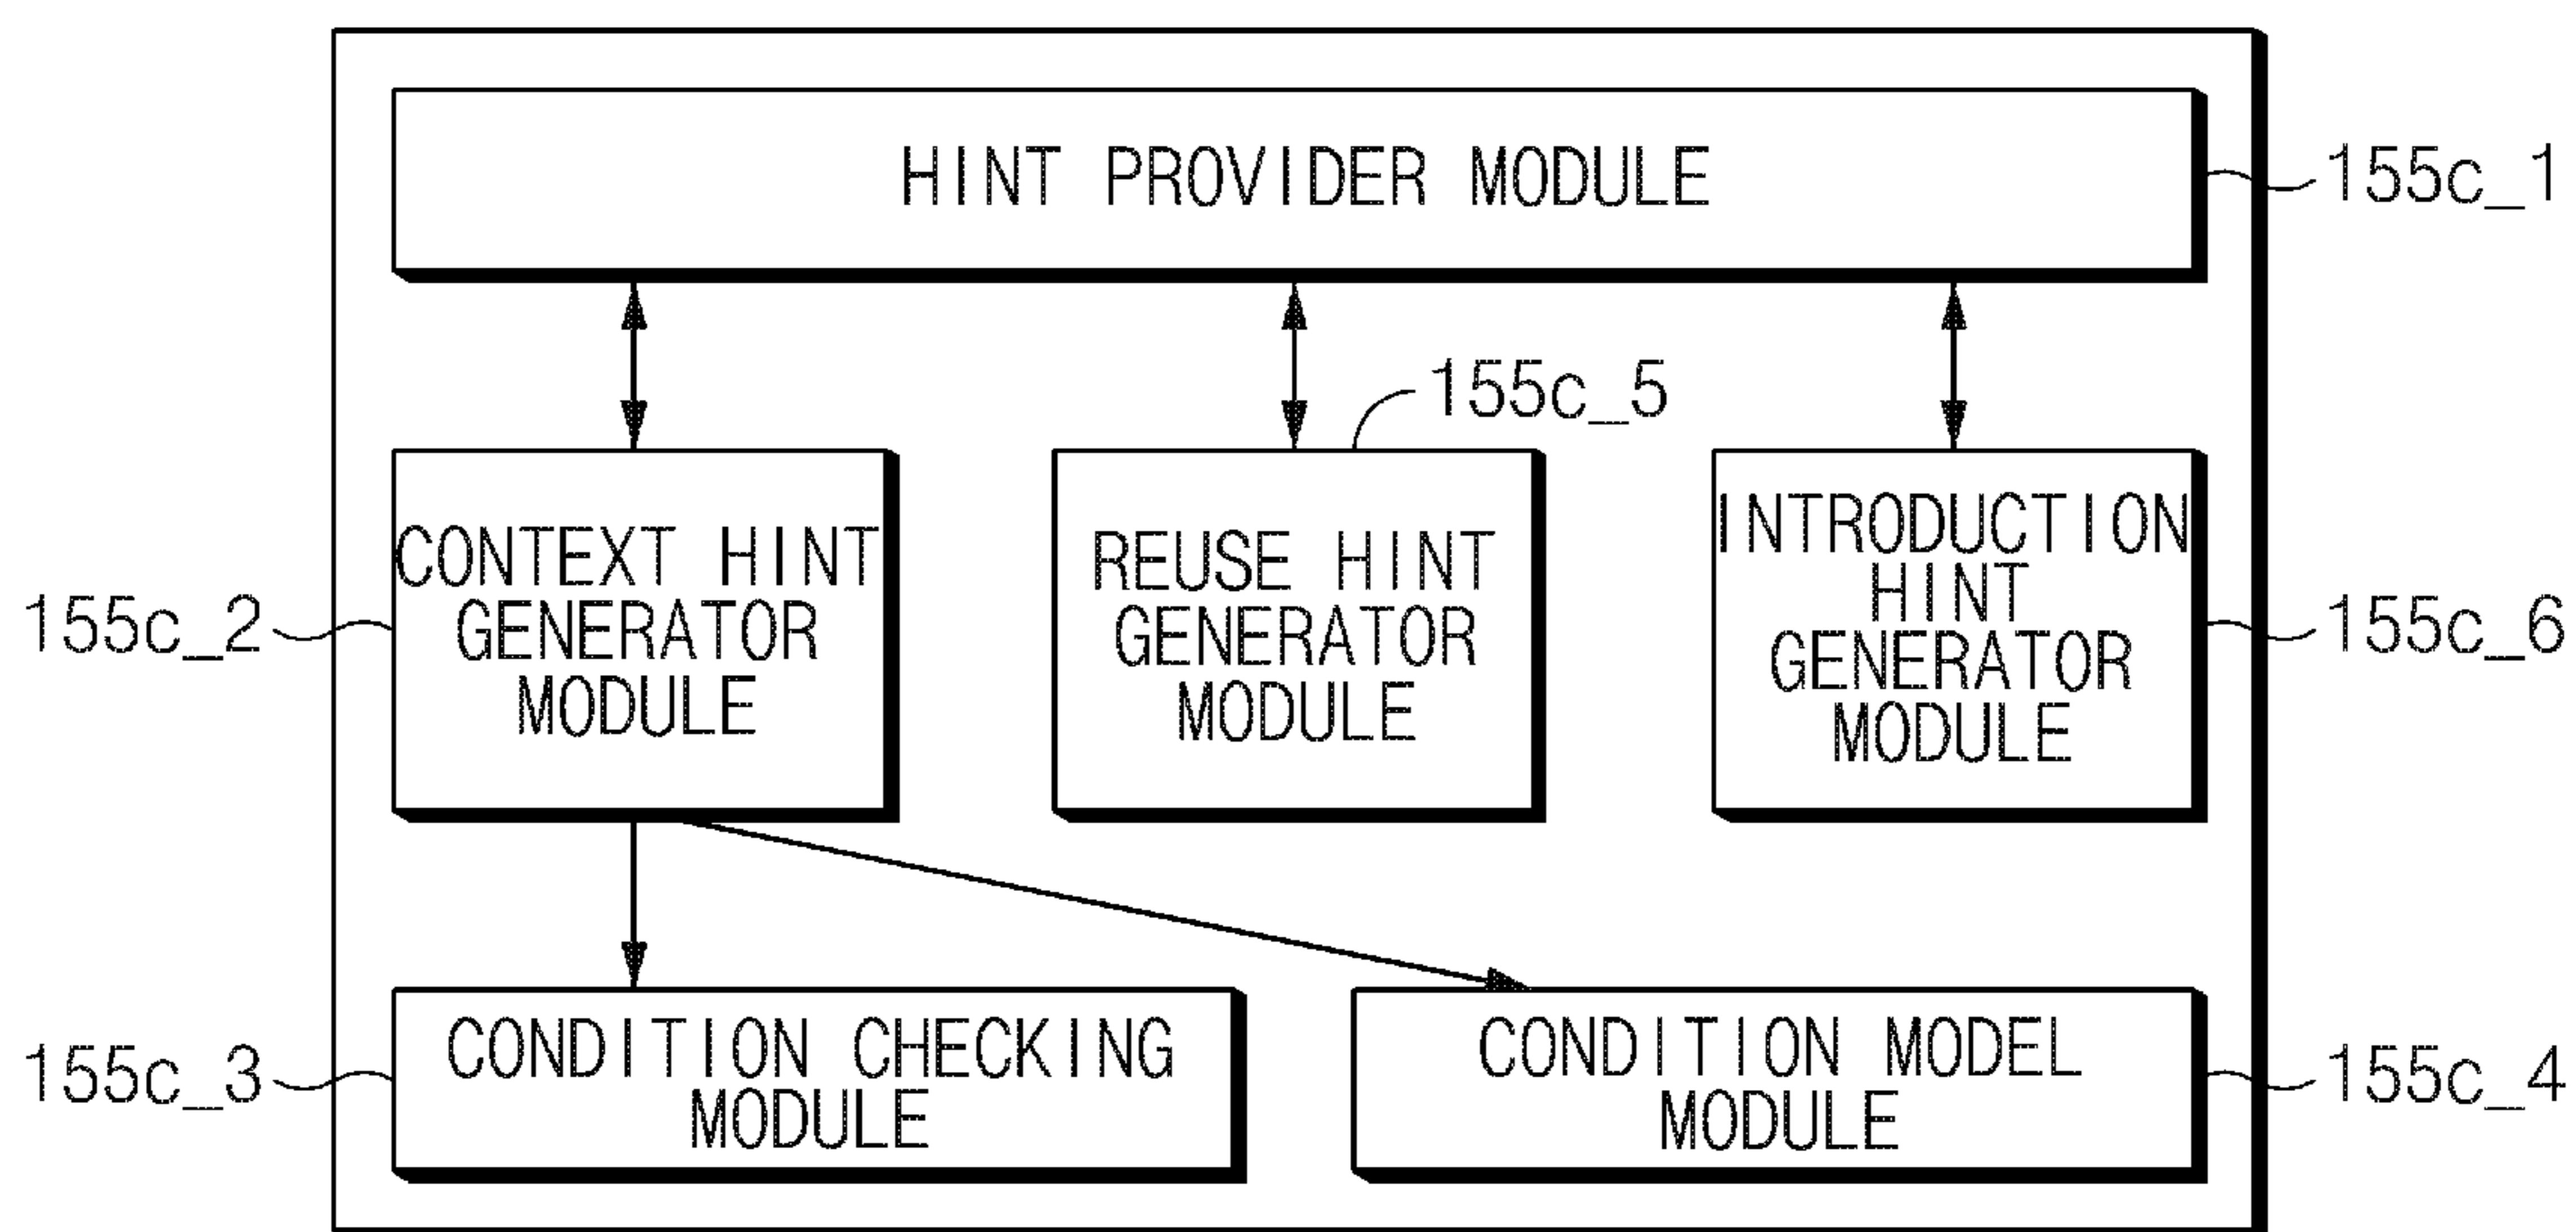 HINT PROVIDER MODULE
155c_1
155c_5
CONTEXT HINT
GENERATOR
MODULE
155c_2
REUSE HINT
GENERATOR
MODULE
INTRODUCTION
HINT
GENERATOR
MODULE
155c_6
CONDITION CHECKING
MODULE
155c_3
CONDITION MODEL
MODULE
155c_4